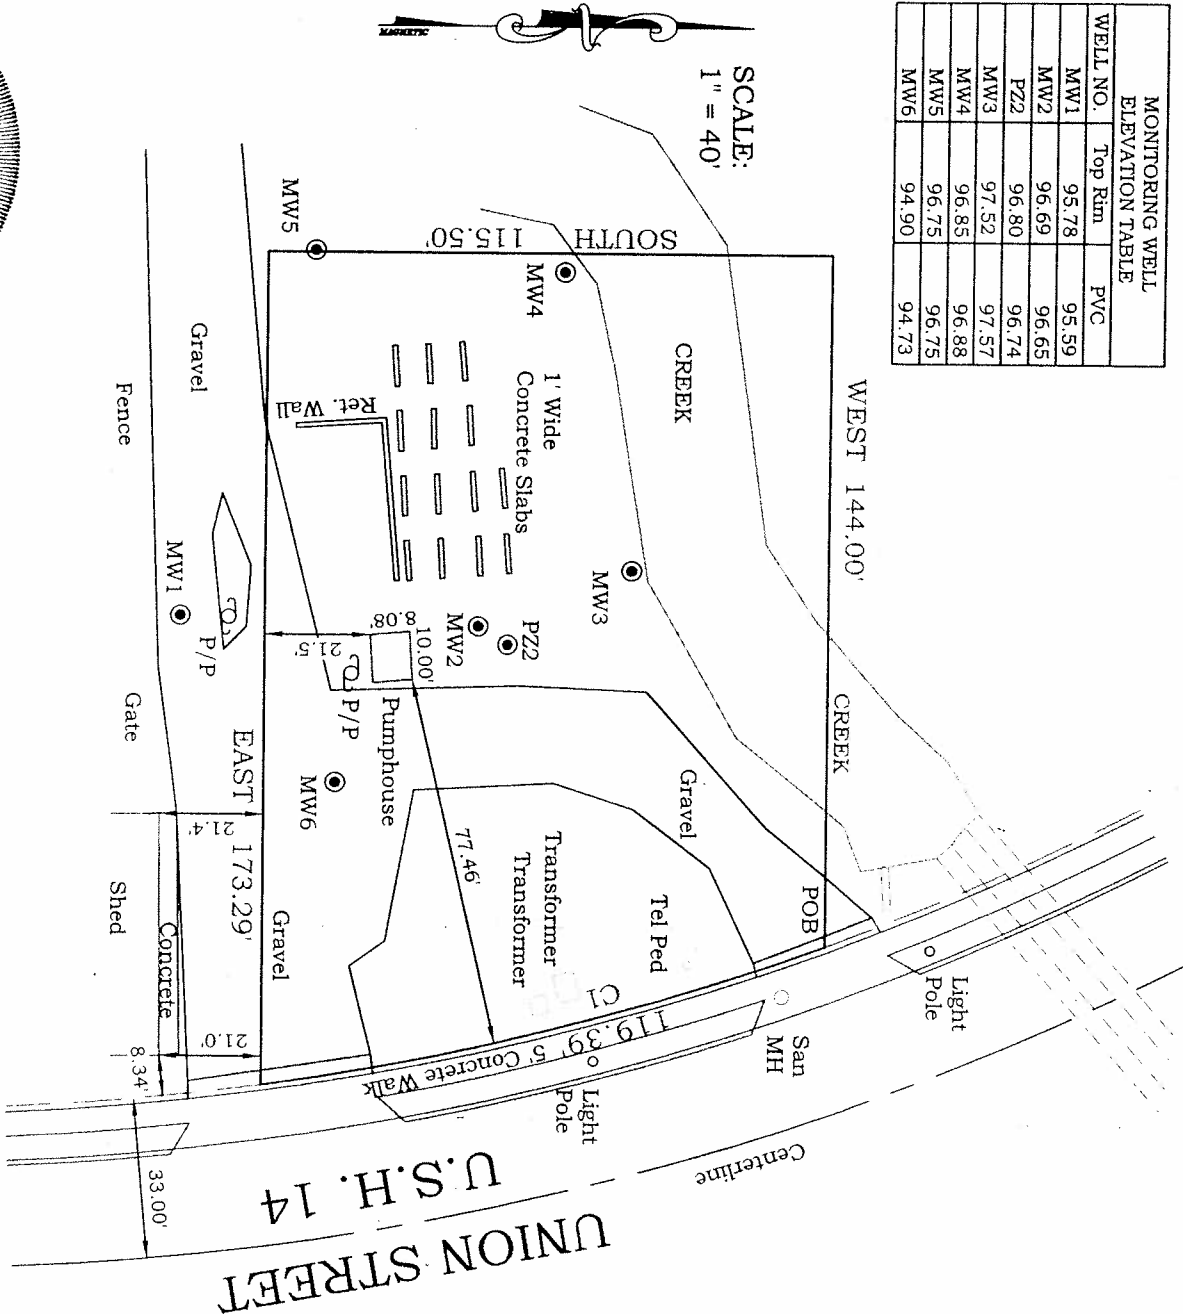 MONITORING WELL
ELEVATION TABLE
WELL NO. Top Rim PVC
MW1 95.78 95.59
MW2 96.69 96.65
PZ2 96.80 96.74
MW3 97.52 97.57
MW4 96.85 96.88
MW5 96.75 96.75
MW6 94.90 94.73
MAGNETIC
SCALE:
1" = 40'
WEST 144.00'
CREEK
CREEK
SOUTH 115.50'
MW5
MW4
MW3
1' Wide
Concrete Slabs
Ret. Wall
PZ2
MW2
10.00'
8.08'
21.5'
P/P
Pumphouse
MW6
77.46'
Gravel
POB
Tel Ped
Transformer
Transformer
Gravel
Gravel
Fence
MW1
P/P
Gate
EAST 173.29'
21.4'
Shed
Concrete
21.0'
8.34'
33.00'
C1
119.39'
5' Concrete Walk
San
MH
Light
Pole
Light
Pole
Centerline
U.S.H. 14
UNION STREET